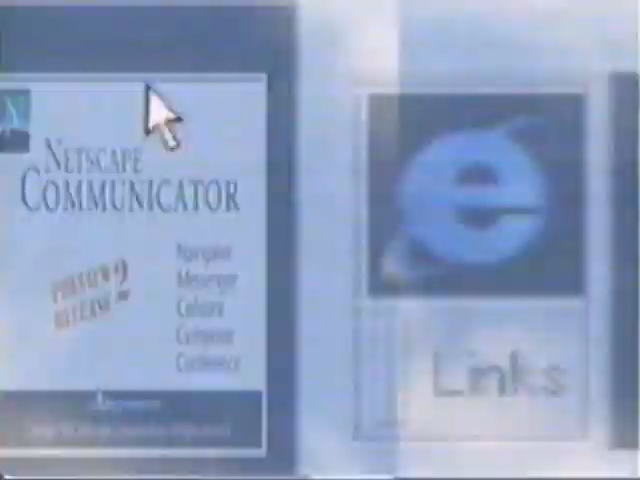 NETSCAPE
COMMUNICATOR
PREVIEW 2
RELEASE
Navigator
Messenger
Collabra
Composer
Conference
Links